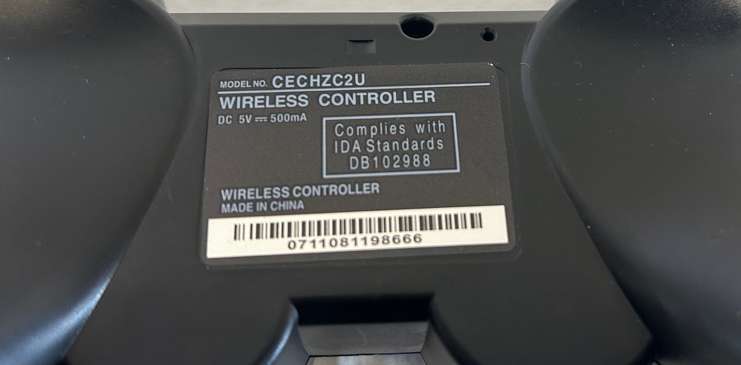 MODEL NO. CECHZC2U
WIRELESS CONTROLLER
DC 5V ⎓ 500mA
Complies with
IDA Standards
DB102988
WIRELESS CONTROLLER
MADE IN CHINA
0711081198666